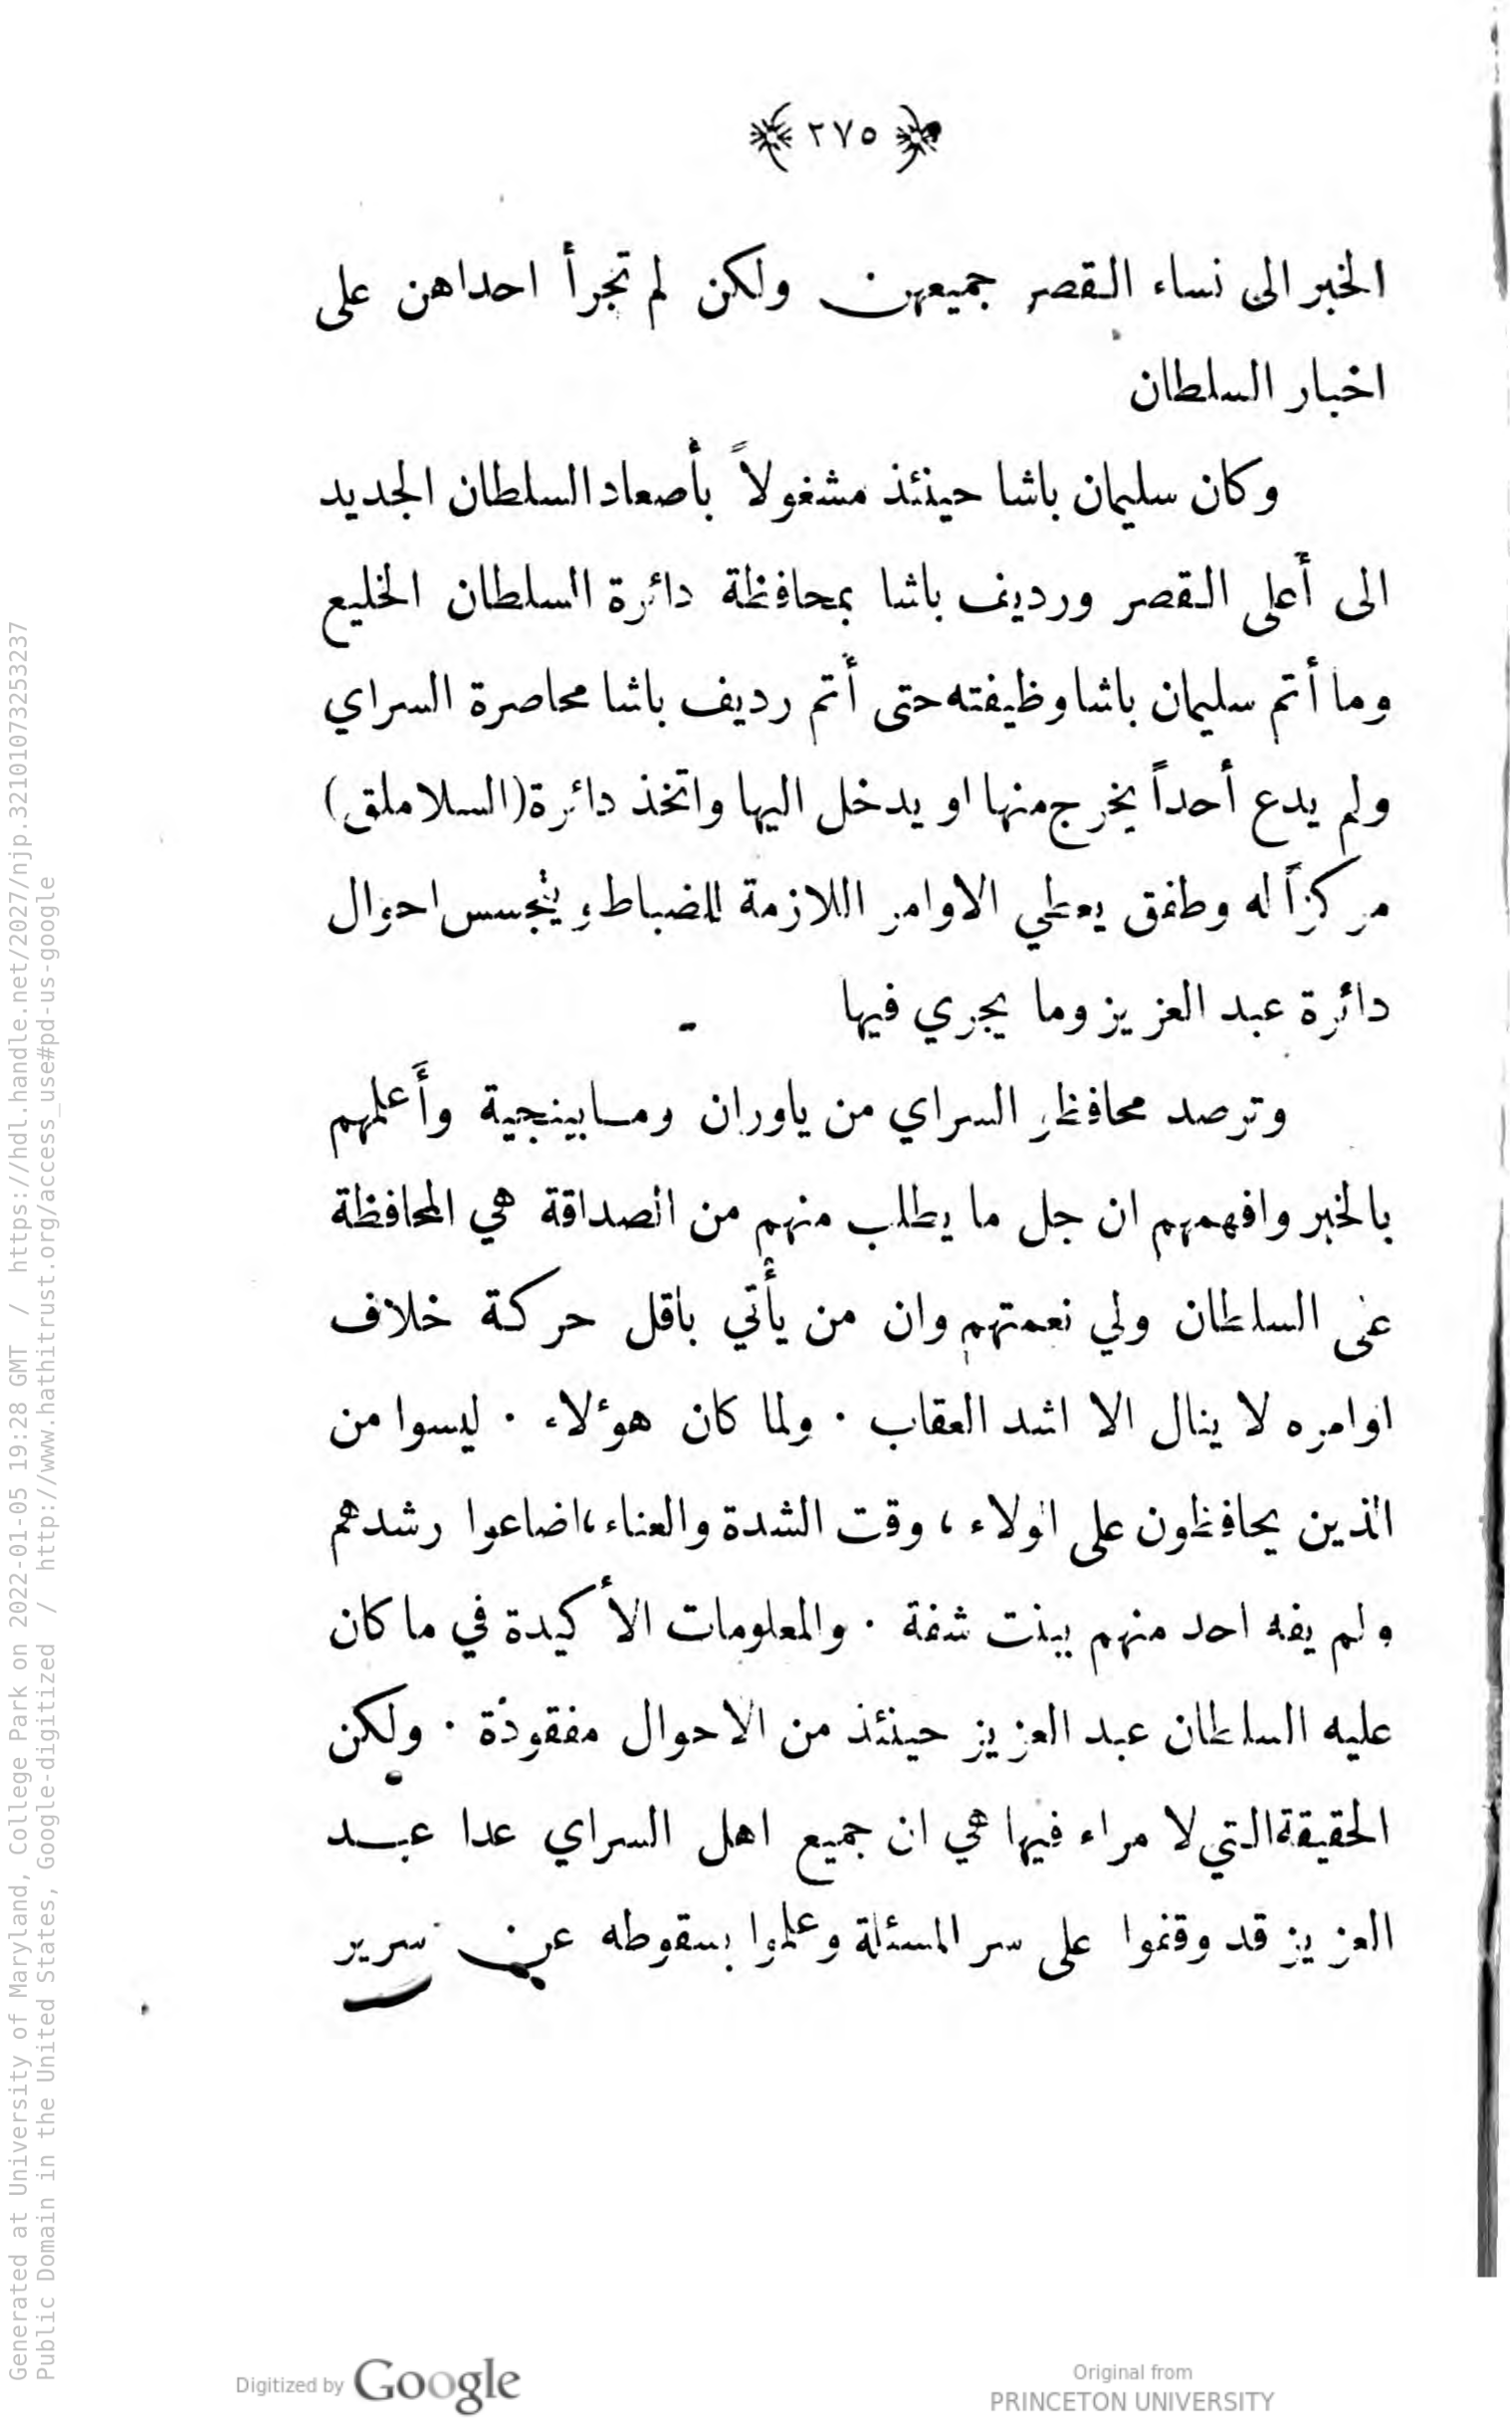 ٢٧٥
الخبر الى نساء القصر جميعهن ولكن لم تجرأ احداهن على
اخبار السلطان
وكان سليمان باشا حينئذ مشغولاً بأصعاد السلطان الجديد
الى أعلى القصر ورديف باشا بمحافظة دائرة السلطان الخليع
وما أتم سليمان باشا وظيفته حتى أتم رديف باشا محاصرة السراي
ولم يدع أحداً يخرج منها او يدخل اليها واتخذ دائرة (السلاملق)
مركزاً له وطفق يعطي الاوامر اللازمة للضباط ويتجسس احوال
دائرة عبد العزيز وما يجري فيها
وترصد محافظي السراي من ياوران ومسابينجية وأعلمهم
بالخبر وافهمهم ان جل ما يطلب منهم من الصداقة هي المحافظة
على السلطان ولي نعمتهم وان من يأتي باقل حركة خلاف
اوامره لا ينال الا اشد العقاب · ولما كان هوءلاء · ليسوا من
الذين يحافظون على الولاء ، وقت الشدة والعناء ، اضاعوا رشدهم
ولم يفه احد منهم ببنت شفة · والمعلومات الأكيدة في ما كان
عليه السلطان عبد العزيز حينئذ من الاحوال مفقودة · ولكن
الحقيقة التي لا مراء فيها هي ان جميع اهل السراي عدا عبد
العزيز قد وقفوا على سر المسئلة وعلموا بسقوطه عن سرير
Generated at University of Maryland, College Park on 2022-01-05 19:28 GMT / https://hdl.handle.net/2027/njp.32101073253237
Public Domain in the United States, Google-digitized / http://www.hathitrust.org/access_use#pd-us-google
Digitized by Google
Original from
PRINCETON UNIVERSITY